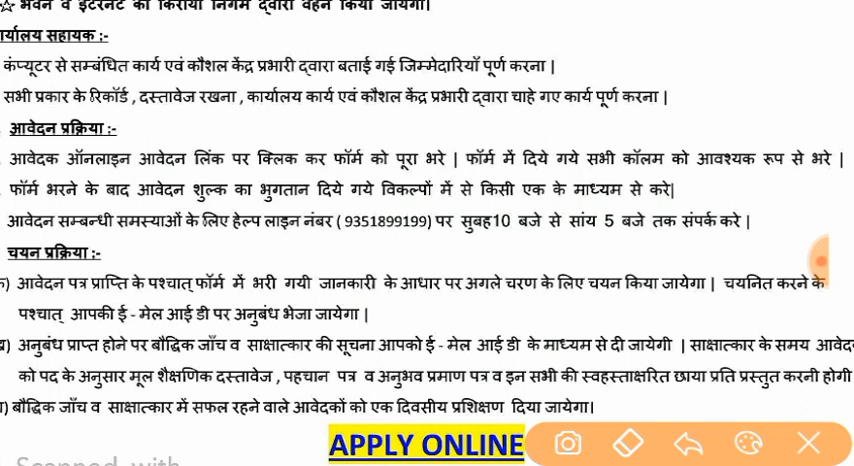 ☆ भवन व इंटरनेट का किराया निगम द्वारा वहन किया जायेगा।
र्यालय सहायक :-
कंप्यूटर से सम्बंधित कार्य एवं कौशल केंद्र प्रभारी द्वारा बताई गई जिम्मेदारियाँ पूर्ण करना |
सभी प्रकार के रिकॉर्ड , दस्तावेज रखना , कार्यालय कार्य एवं कौशल केंद्र प्रभारी द्वारा चाहे गए कार्य पूर्ण करना |
आवेदन प्रक्रिया :-
आवेदक ऑनलाइन आवेदन लिंक पर क्लिक कर फॉर्म को पूरा भरे | फॉर्म में दिये गये सभी कॉलम को आवश्यक रूप से भरे |
फॉर्म भरने के बाद आवेदन शुल्क का भुगतान दिये गये विकल्पों में से किसी एक के माध्यम से करे|
आवेदन सम्बन्धी समस्याओं के लिए हेल्प लाइन नंबर ( 9351899199) पर सुबह10 बजे से सांय 5 बजे तक संपर्क करे |
चयन प्रक्रिया :-
) आवेदन पत्र प्राप्ति के पश्चात् फॉर्म में भरी गयी जानकारी के आधार पर अगले चरण के लिए चयन किया जायेगा | चयनित करने के
पश्चात् आपकी ई - मेल आई डी पर अनुबंध भेजा जायेगा |
) अनुबंध प्राप्त होने पर बौद्धिक जाँच व साक्षात्कार की सूचना आपको ई - मेल आई डी के माध्यम से दी जायेगी | साक्षात्कार के समय आवेद
को पद के अनुसार मूल शैक्षणिक दस्तावेज , पहचान पत्र व अनुभव प्रमाण पत्र व इन सभी की स्वहस्ताक्षरित छाया प्रति प्रस्तुत करनी होगी
) बौद्धिक जाँच व साक्षात्कार में सफल रहने वाले आवेदकों को एक दिवसीय प्रशिक्षण दिया जायेगा।
APPLY ONLINE
Scanned with